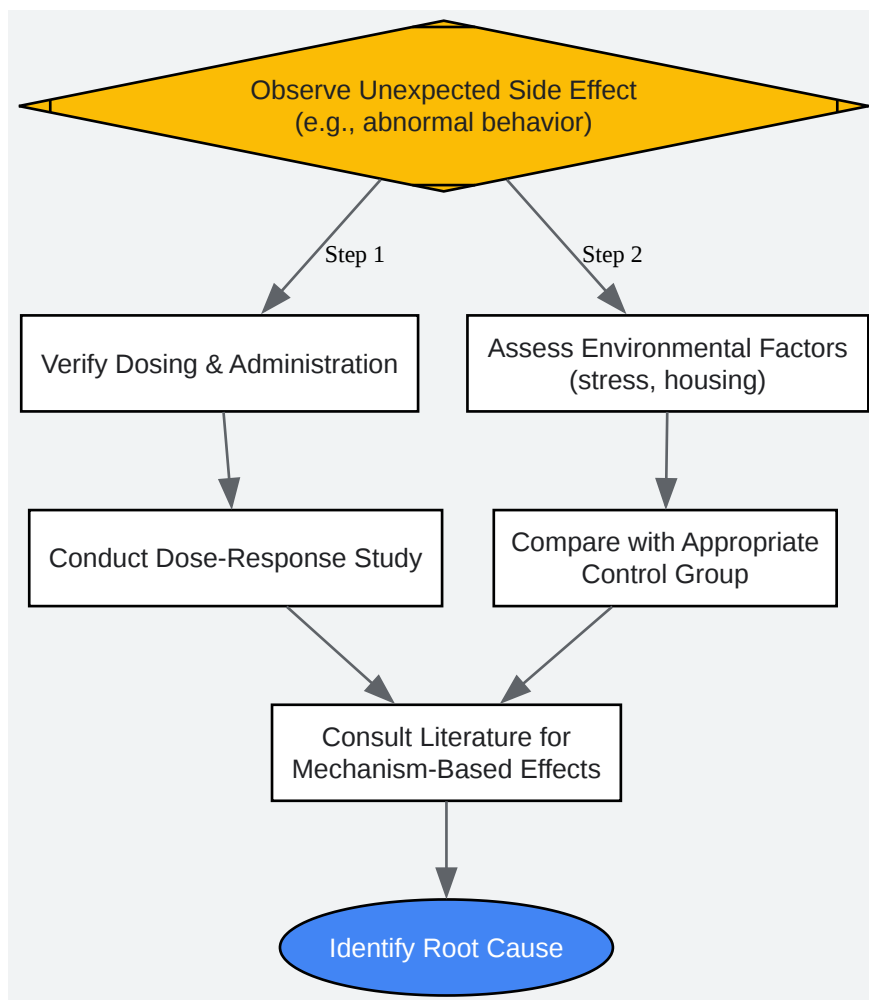 Observe Unexpected Side Effect
(e.g., abnormal behavior)
Step 1
Step 2
Verify Dosing & Administration
Assess Environmental Factors
(stress, housing)
Conduct Dose-Response Study
Compare with Appropriate
Control Group
Consult Literature for
Mechanism-Based Effects
Identify Root Cause